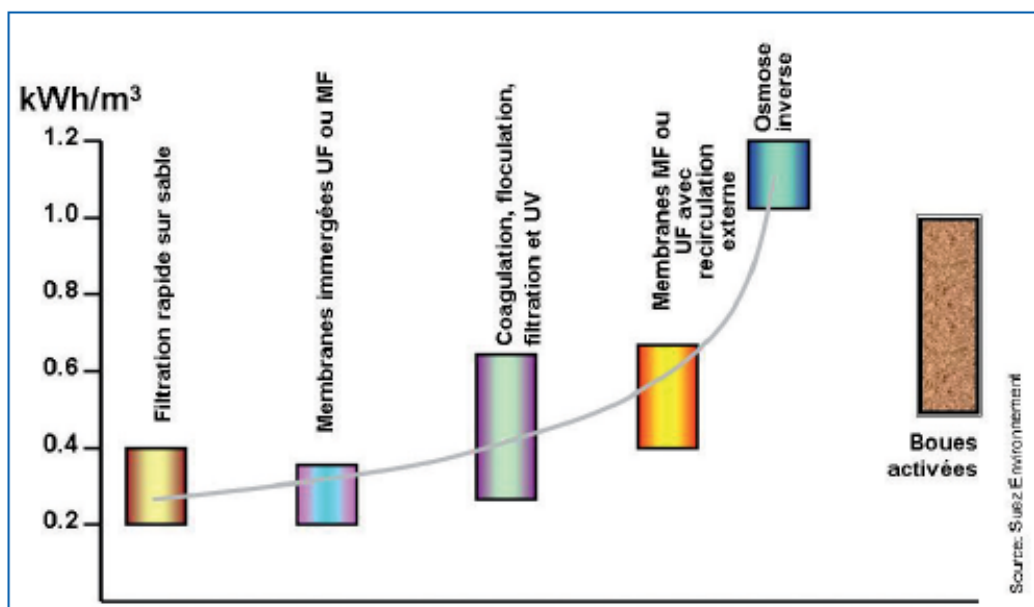 kWh/m³
1.2
1.0
0.8
0.6
0.4
0.2
Filtration rapide sur sable
Membranes immergées UF ou MF
Coagulation, floculation,
filtration et UV
Membranes MF ou
UF avec
recirculation
externe
Osmose
inverse
Boues
activées
Source: Suez Environnement